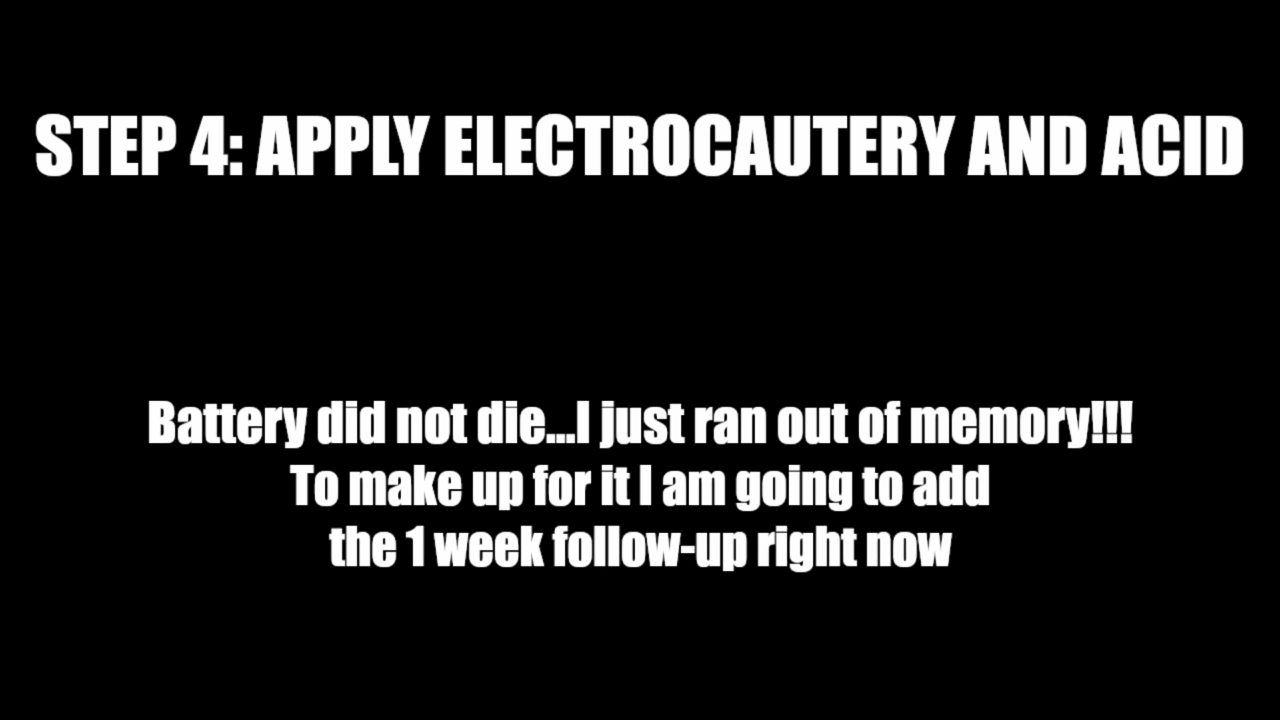 STEP 4: APPLY ELECTROCAUTERY AND ACID
Battery did not die...I just ran out of memory!!!
To make up for it I am going to add
the 1 week follow-up right now